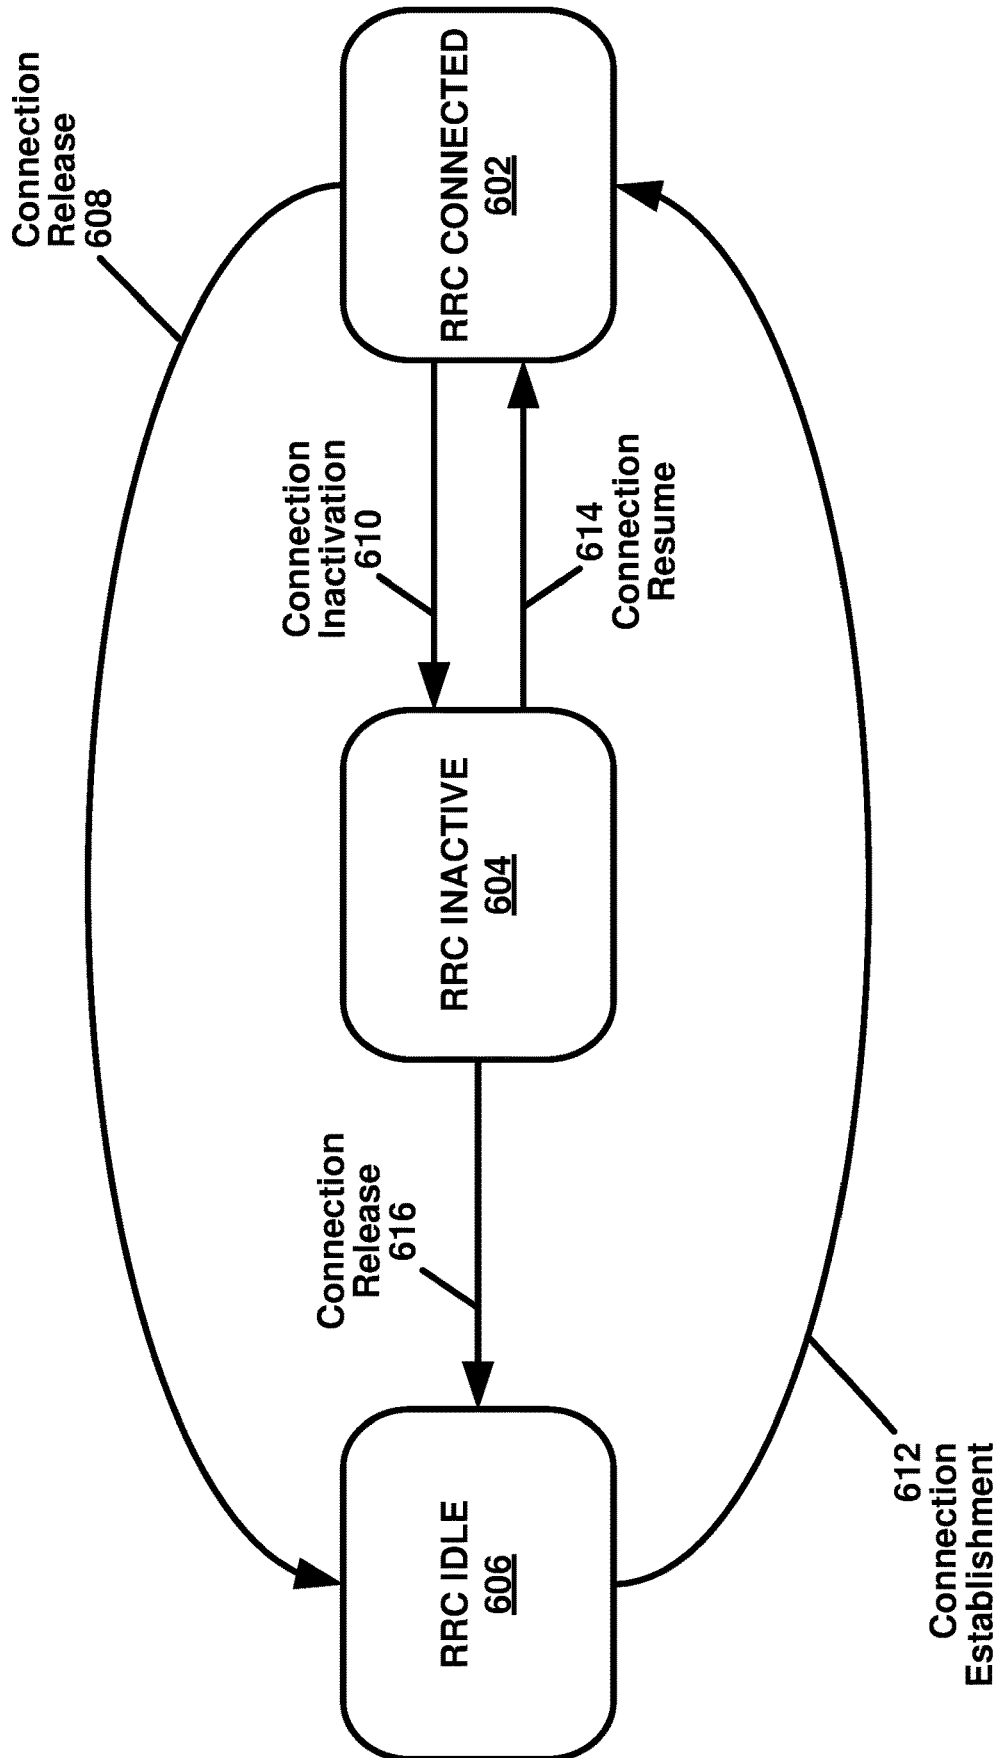 Connection
Release
608
RRC IDLE
606
Connection
Release
616
RRC INACTIVE
604
Connection
Inactivation
610
614
Connection
Resume
RRC CONNECTED
602
612
Connection
Establishment